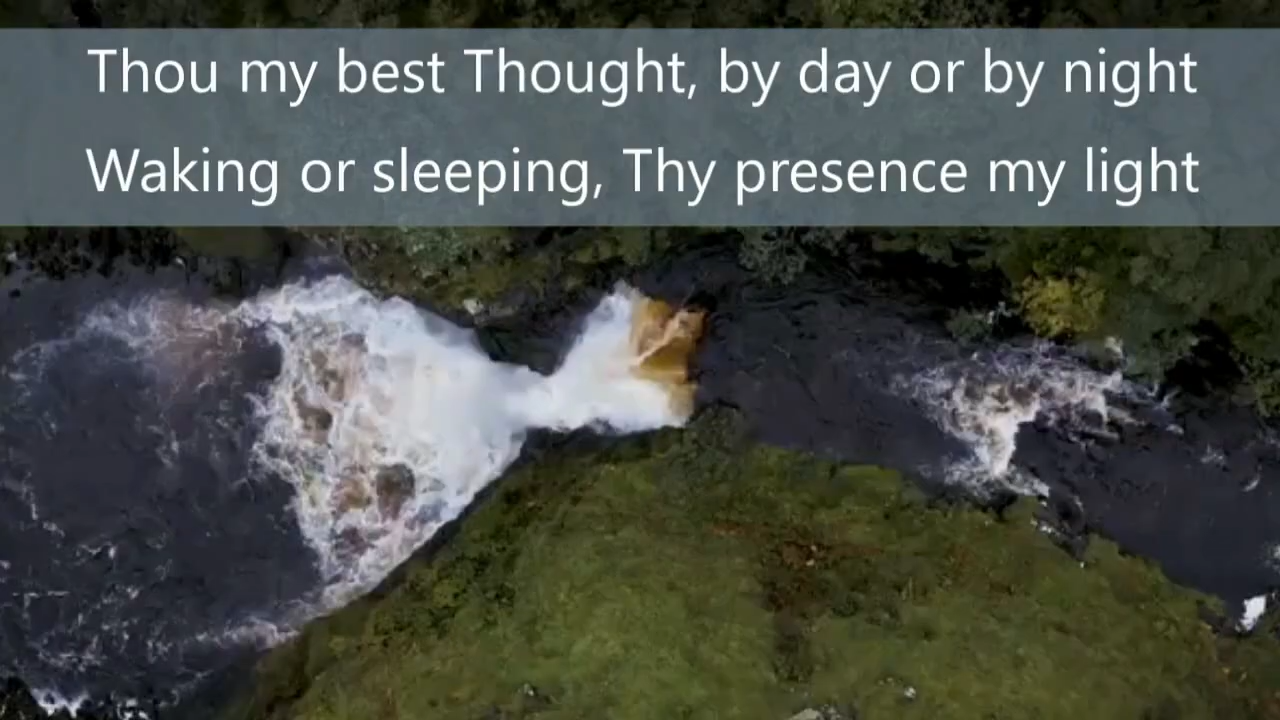 Thou my best Thought, by day or by night
Waking or sleeping, Thy presence my light